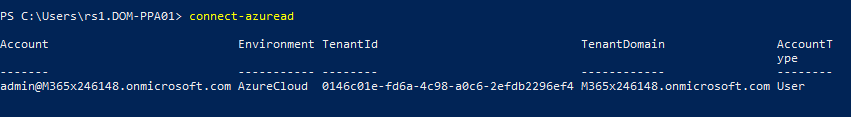 PS C:\Users\rs1.DOM-PPA01> connect-azuread
Account Environment TenantId TenantDomain AccountT
ype
------- ----------- -------- ------------ --------
admin@M365x246148.onmicrosoft.com AzureCloud 0146c01e-fd6a-4c98-a0c6-2efdb2296ef4 M365x246148.onmicrosoft.com User